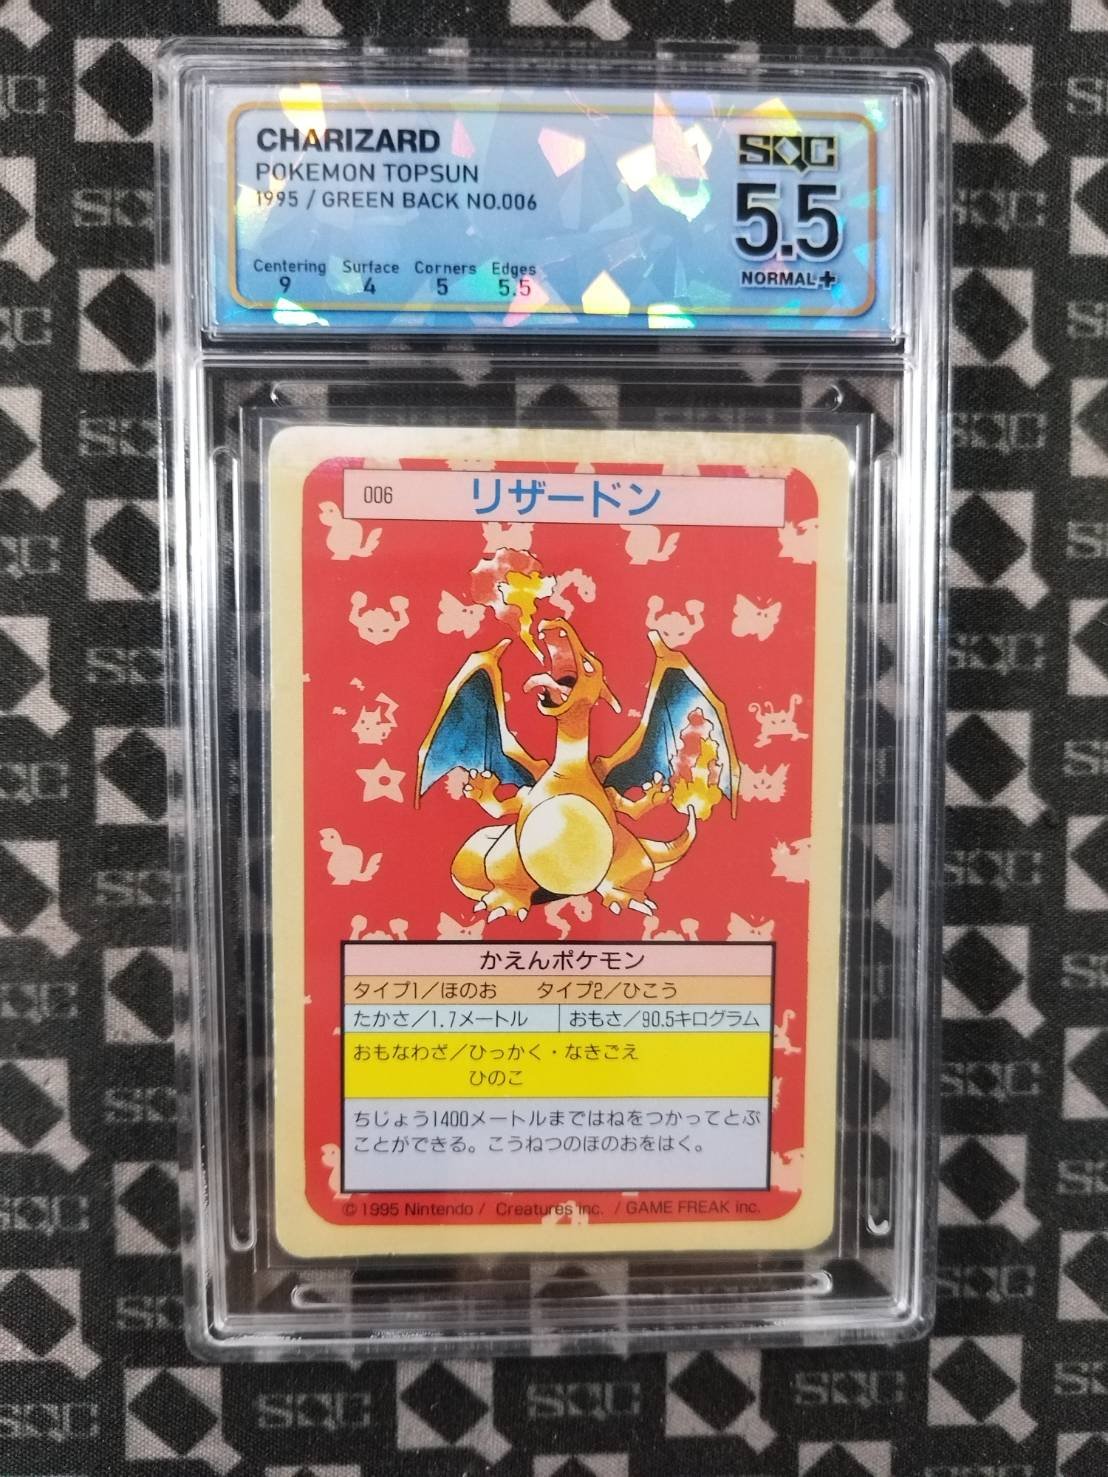 CHARIZARD
POKEMON TOPSUN
1995 / GREEN BACK NO.006
Centering Surface Corners Edges
9 4 5 5.5
SQC
5.5
NORMAL+
006 リザードン
かえんポケモン
タイプ1／ほのお タイプ2／ひこう
たかさ／1.7メートル おもさ／90.5キログラム
おもなわざ／ひっかく・なきごえ
ひのこ
ちじょう1400メートルまではねをつかってとぶ
ことができる。こうねつのほのおをはく。
© 1995 Nintendo / Creatures inc. / GAME FREAK inc.